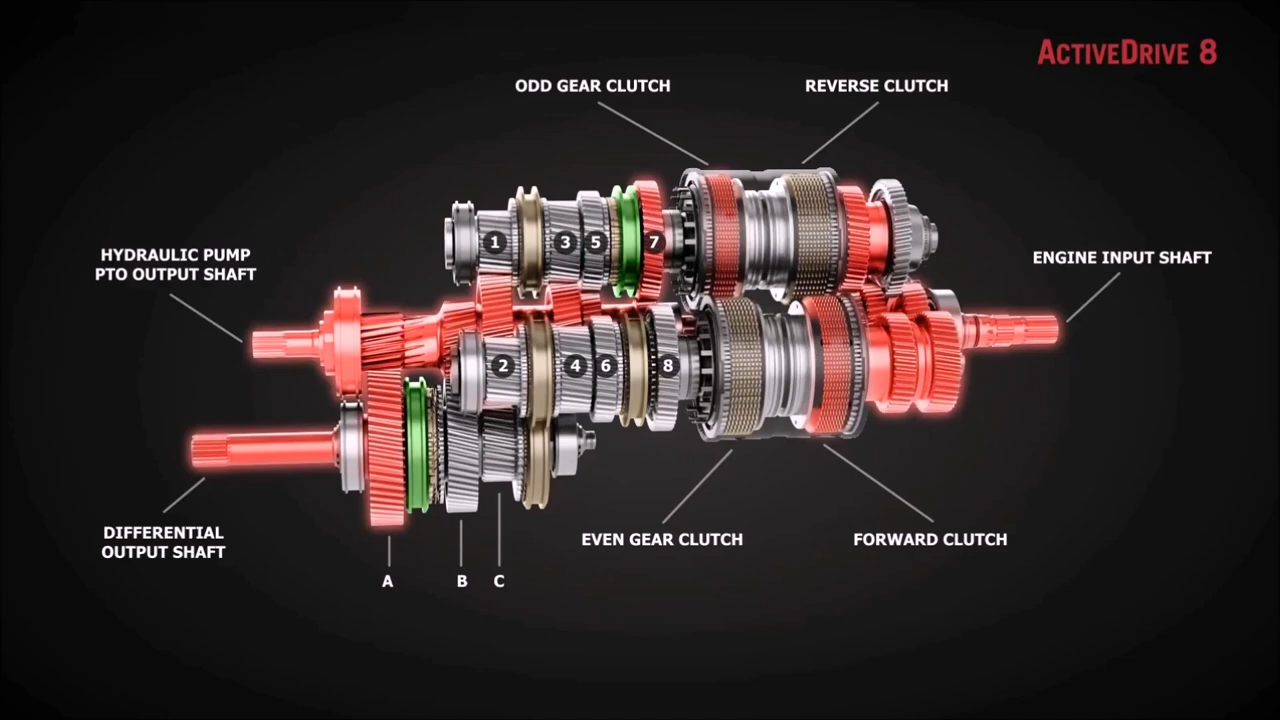 ACTIVEDRIVE 8
ODD GEAR CLUTCH
REVERSE CLUTCH
HYDRAULIC PUMP
PTO OUTPUT SHAFT
ENGINE INPUT SHAFT
1
3
5
7
2
4
6
8
DIFFERENTIAL
OUTPUT SHAFT
EVEN GEAR CLUTCH
FORWARD CLUTCH
A
B
C